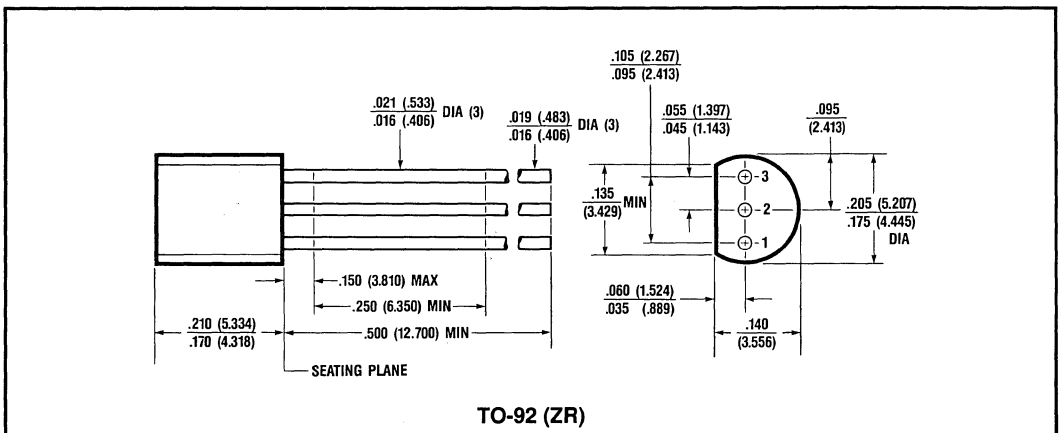 .105 (2.267)
.095 (2.413)
.021 (.533)
.016 (.406) DIA (3)
.019 (.483)
.016 (.406) DIA (3)
.055 (1.397)
.045 (1.143)
.095
(2.413)
.135
(3.429) MIN
3
2
1
.205 (5.207)
.175 (4.445)
DIA
.150 (3.810) MAX
.250 (6.350) MIN
.060 (1.524)
.035 (.889)
.210 (5.334)
.170 (4.318)
.500 (12.700) MIN
.140
(3.556)
SEATING PLANE
TO-92 (ZR)